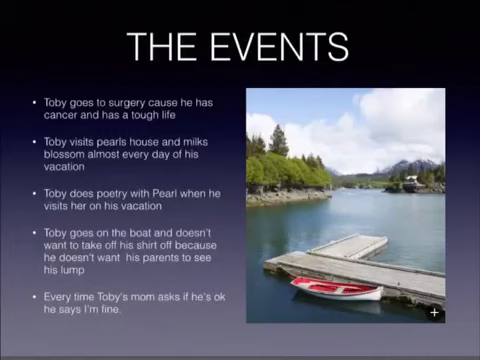 THE EVENTS
• Toby goes to surgery cause he has
cancer and has a tough life
• Toby visits pearls house and milks
blossom almost every day of his
vacation
• Toby does poetry with Pearl when he
visits her on his vacation
• Toby goes on the boat and doesn't
want to take off his shirt off because
he doesn't want his parents to see
his lump
• Every time Toby's mom asks if he's ok
he says I'm fine.